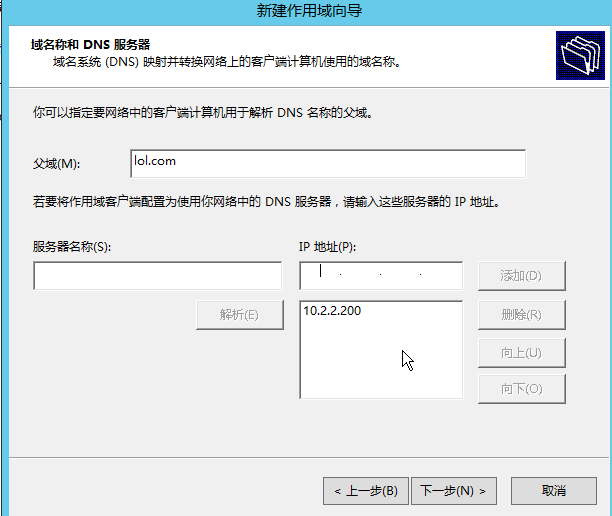 新建作用域向导
域名称和 DNS 服务器
域名系统 (DNS) 映射并转换网络上的客户端计算机使用的域名称。
你可以指定要网络中的客户端计算机用于解析 DNS 名称的父域。
父域(M): lol.com
若要将作用域客户端配置为使用你网络中的 DNS 服务器，请输入这些服务器的 IP 地址。
服务器名称(S): IP 地址(P):
. . . 添加(D)
解析(E) 10.2.2.200 删除(R)
向上(U)
向下(O)
< 上一步(B) 下一步(N) > 取消